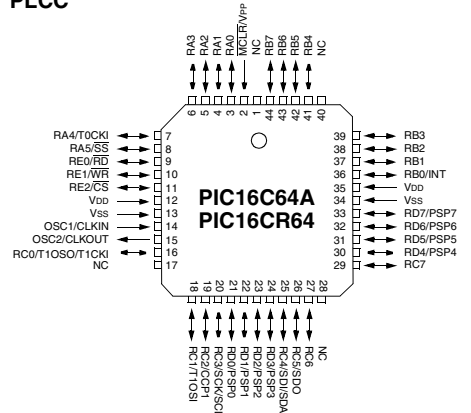 PLCC
RA3
RA2
RA1
RA0
MCLR/VPP
NC
RB7
RB6
RB5
RB4
NC
6 5 4 3 2 1 44 43 42 41 40
RA4/T0CKI 7 39 RB3
RA5/SS 8 38 RB2
RE0/RD 9 37 RB1
RE1/WR 10 36 RB0/INT
RE2/CS 11 35 VDD
VDD 12 34 VSS
VSS 13 33 RD7/PSP7
OSC1/CLKIN 14 32 RD6/PSP6
OSC2/CLKOUT 15 31 RD5/PSP5
RC0/T1OSO/T1CKI 16 30 RD4/PSP4
NC 17 29 RC7
PIC16C64A
PIC16CR64
18 19 20 21 22 23 24 25 26 27 28
RC1/T1OSI
RC2/CCP1
RC3/SCK/SCL
RD0/PSP0
RD1/PSP1
RD2/PSP2
RD3/PSP3
RC4/SDI/SDA
RC5/SDO
RC6
NC